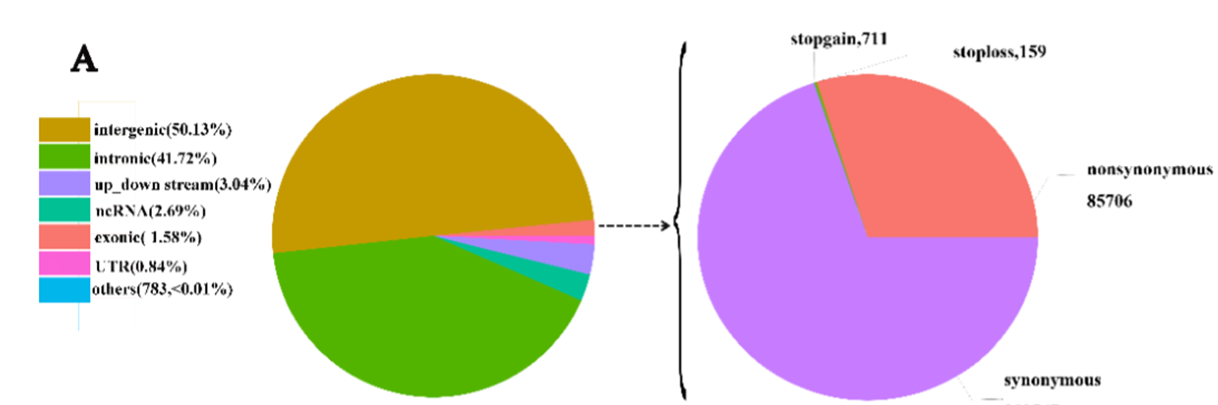 A
intergenic(50.13%)
intronic(41.72%)
up_down stream(3.04%)
ncRNA(2.69%)
exonic( 1.58%)
UTR(0.84%)
others(783,<0.01%)
stopgain,711
stoploss,159
nonsynonymous
85706
synonymous